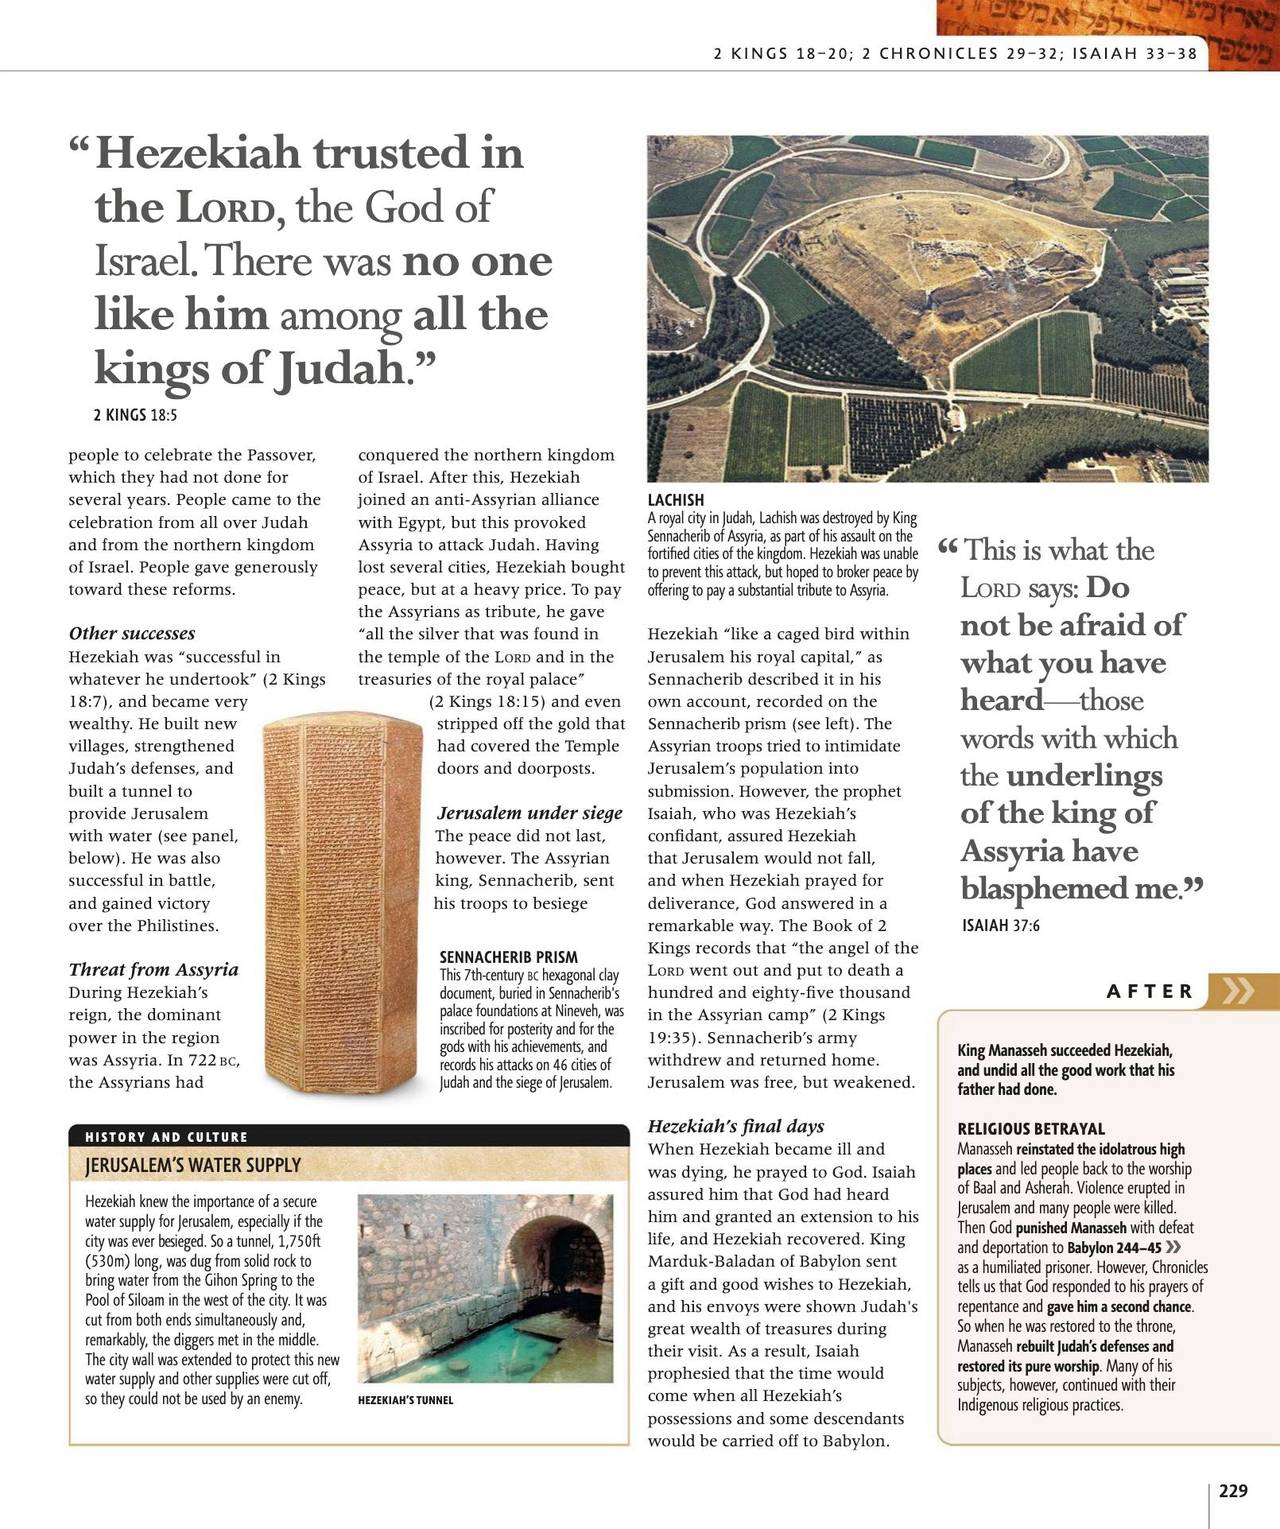 2 KINGS 18–20; 2 CHRONICLES 29–32; ISAIAH 33–38
“Hezekiah trusted in
the LORD, the God of
Israel. There was no one
like him among all the
kings of Judah.”
2 KINGS 18:5
people to celebrate the Passover,
which they had not done for
several years. People came to the
celebration from all over Judah
and from the northern kingdom
of Israel. People gave generously
toward these reforms.
Other successes
Hezekiah was “successful in
whatever he undertook” (2 Kings
18:7), and became very
wealthy. He built new
villages, strengthened
Judah’s defenses, and
built a tunnel to
provide Jerusalem
with water (see panel,
below). He was also
successful in battle,
and gained victory
over the Philistines.
Threat from Assyria
During Hezekiah’s
reign, the dominant
power in the region
was Assyria. In 722 BC,
the Assyrians had
conquered the northern kingdom
of Israel. After this, Hezekiah
joined an anti-Assyrian alliance
with Egypt, but this provoked
Assyria to attack Judah. Having
lost several cities, Hezekiah bought
peace, but at a heavy price. To pay
the Assyrians as tribute, he gave
“all the silver that was found in
the temple of the LORD and in the
treasuries of the royal palace”
(2 Kings 18:15) and even
stripped off the gold that
had covered the Temple
doors and doorposts.
Jerusalem under siege
The peace did not last,
however. The Assyrian
king, Sennacherib, sent
his troops to besiege
SENNACHERIB PRISM
This 7th-century BC hexagonal clay
document, buried in Sennacherib's
palace foundations at Nineveh, was
inscribed for posterity and for the
gods with his achievements, and
records his attacks on 46 cities of
Judah and the siege of Jerusalem.
LACHISH
A royal city in Judah, Lachish was destroyed by King
Sennacherib of Assyria, as part of his assault on the
fortified cities of the kingdom. Hezekiah was unable
to prevent this attack, but hoped to broker peace by
offering to pay a substantial tribute to Assyria.
Hezekiah “like a caged bird within
Jerusalem his royal capital,” as
Sennacherib described it in his
own account, recorded on the
Sennacherib prism (see left). The
Assyrian troops tried to intimidate
Jerusalem’s population into
submission. However, the prophet
Isaiah, who was Hezekiah’s
confidant, assured Hezekiah
that Jerusalem would not fall,
and when Hezekiah prayed for
deliverance, God answered in a
remarkable way. The Book of 2
Kings records that “the angel of the
LORD went out and put to death a
hundred and eighty-five thousand
in the Assyrian camp” (2 Kings
19:35). Sennacherib’s army
withdrew and returned home.
Jerusalem was free, but weakened.
Hezekiah’s final days
When Hezekiah became ill and
was dying, he prayed to God. Isaiah
assured him that God had heard
him and granted an extension to his
life, and Hezekiah recovered. King
Marduk-Baladan of Babylon sent
a gift and good wishes to Hezekiah,
and his envoys were shown Judah's
great wealth of treasures during
their visit. As a result, Isaiah
prophesied that the time would
come when all Hezekiah’s
possessions and some descendants
would be carried off to Babylon.
“This is what the
LORD says: Do
not be afraid of
what you have
heard—those
words with which
the underlings
of the king of
Assyria have
blasphemed me.”
ISAIAH 37:6
AFTER
King Manasseh succeeded Hezekiah,
and undid all the good work that his
father had done.
RELIGIOUS BETRAYAL
Manasseh reinstated the idolatrous high
places and led people back to the worship
of Baal and Asherah. Violence erupted in
Jerusalem and many people were killed.
Then God punished Manasseh with defeat
and deportation to Babylon 244–45 »
as a humiliated prisoner. However, Chronicles
tells us that God responded to his prayers of
repentance and gave him a second chance.
So when he was restored to the throne,
Manasseh rebuilt Judah’s defenses and
restored its pure worship. Many of his
subjects, however, continued with their
Indigenous religious practices.
HISTORY AND CULTURE
JERUSALEM’S WATER SUPPLY
Hezekiah knew the importance of a secure
water supply for Jerusalem, especially if the
city was ever besieged. So a tunnel, 1,750ft
(530m) long, was dug from solid rock to
bring water from the Gihon Spring to the
Pool of Siloam in the west of the city. It was
cut from both ends simultaneously and,
remarkably, the diggers met in the middle.
The city wall was extended to protect this new
water supply and other supplies were cut off,
so they could not be used by an enemy.
HEZEKIAH’S TUNNEL
229